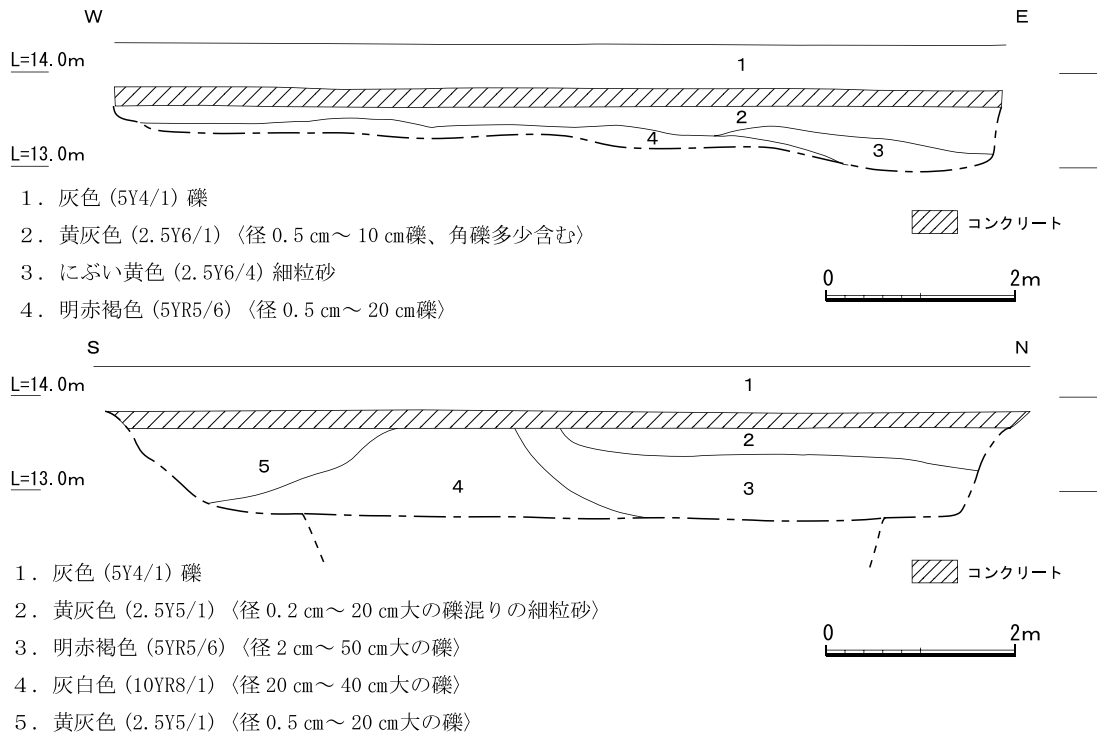 W E
L=14.0m
1
2
4
3
L=13.0m
1. 灰色 (5Y4/1) 礫
2. 黄灰色 (2.5Y6/1) 〈径 0.5 cm〜 10 cm礫、角礫多少含む〉
3. にぶい黄色 (2.5Y6/4) 細粒砂
4. 明赤褐色 (5YR5/6) 〈径 0.5 cm〜 20 cm礫〉
コンクリート
0 2m
S N
L=14.0m
1
2
5
L=13.0m
4
3
1. 灰色 (5Y4/1) 礫
2. 黄灰色 (2.5Y5/1) 〈径 0.2 cm〜 20 cm大の礫混りの細粒砂〉
3. 明赤褐色 (5YR5/6) 〈径 2 cm〜 50 cm大の礫〉
4. 灰白色 (10YR8/1) 〈径 20 cm〜 40 cm大の礫〉
5. 黄灰色 (2.5Y5/1) 〈径 0.5 cm〜 20 cm大の礫〉
コンクリート
0 2m